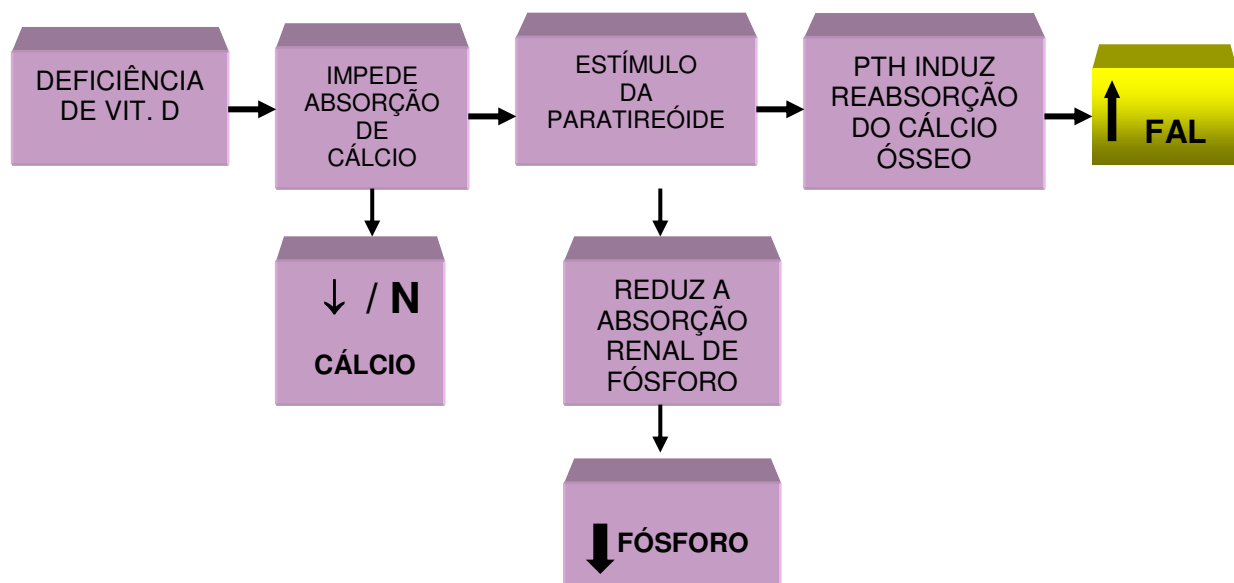 DEFICIÊNCIA
DE VIT. D
IMPEDE
ABSORÇÃO
DE
CÁLCIO
ESTÍMULO
DA
PARATIREÓIDE
PTH INDUZ
REABSORÇÃO
DO CÁLCIO
ÓSSEO
↑ FAL
↓ / N
CÁLCIO
REDUZ A
ABSORÇÃO
RENAL DE
FÓSFORO
⬇ FÓSFORO